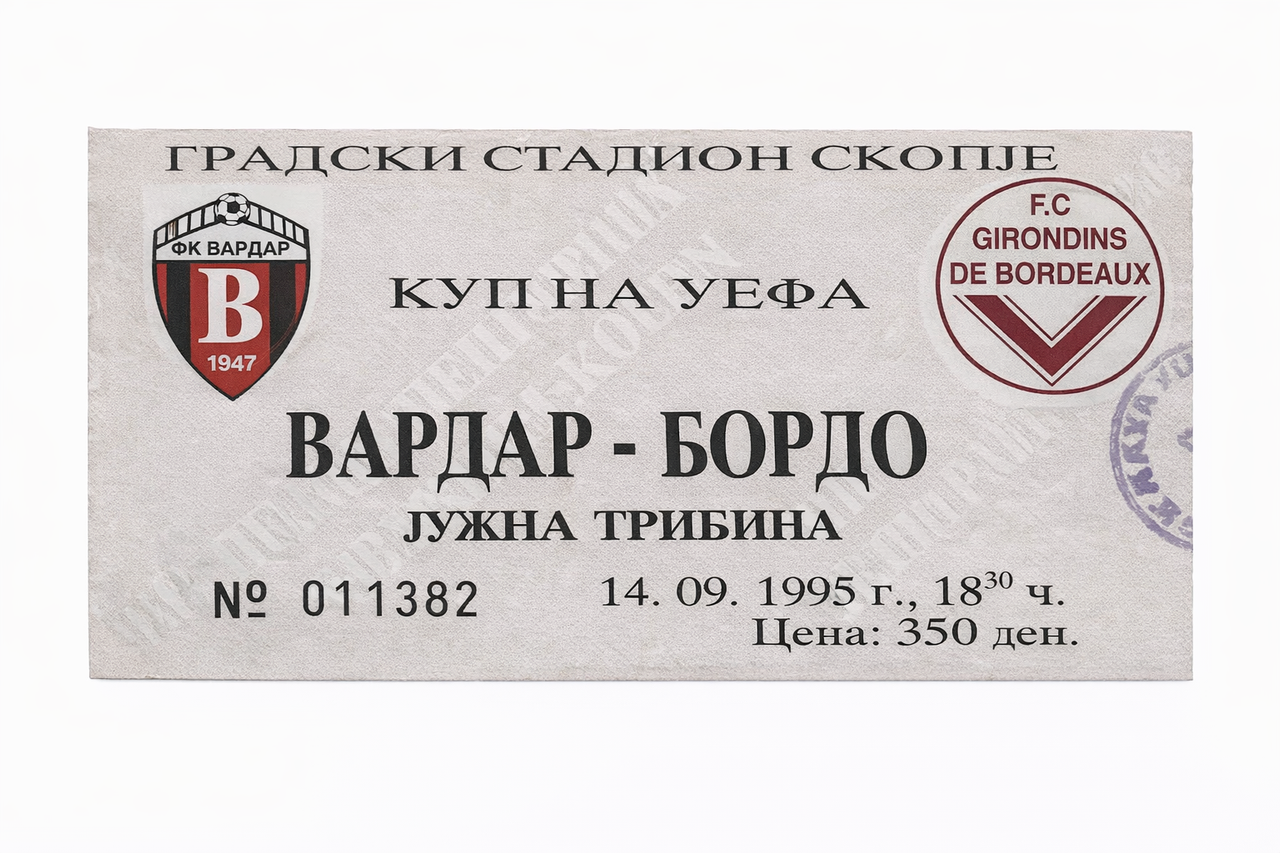 ГРАДСКИ СТАДИОН СКОПЈЕ
ФК ВАРДАР
В
1947
F.C
GIRONDINS
DE BORDEAUX
КУП НА УЕФА
ВАРДАР - БОРДО
ЈУЖНА ТРИБИНА
№ 011382
14. 09. 1995 г., 18³⁰ ч.
Цена: 350 ден.